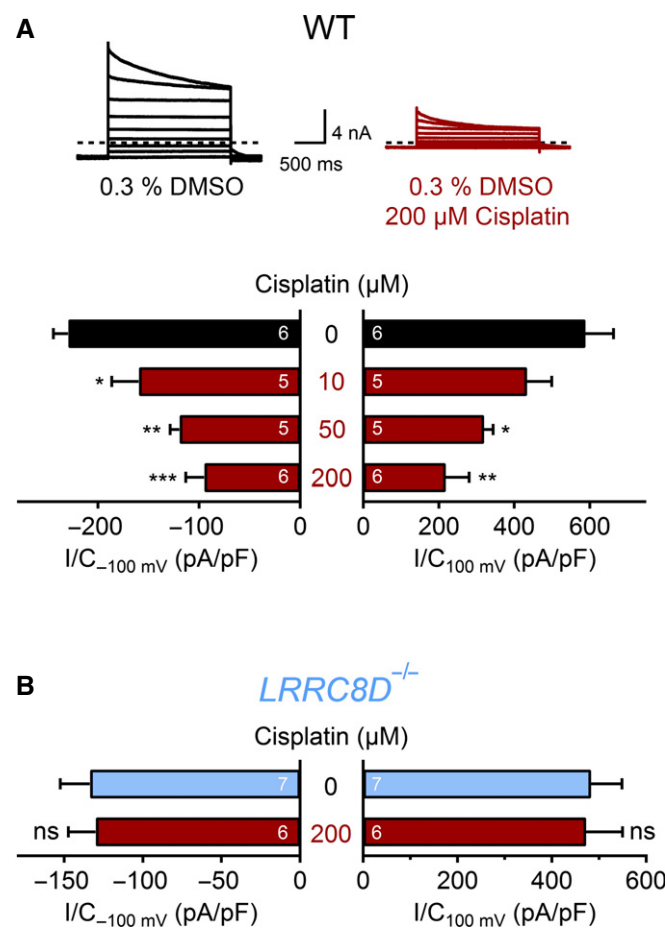 A
WT
4 nA
500 ms
0.3 % DMSO
0.3 % DMSO
200 µM Cisplatin
Cisplatin (µM)
6 0 6
* 5 10 5
** 5 50 5 *
*** 6 200 6 **
−200 −100 0 0 200 400 600
I/C−100 mV (pA/pF) I/C100 mV (pA/pF)
B
LRRC8D−/−
Cisplatin (µM)
7 0 7
ns 6 200 6 ns
−150 −100 −50 0 0 200 400 600
I/C−100 mV (pA/pF) I/C100 mV (pA/pF)